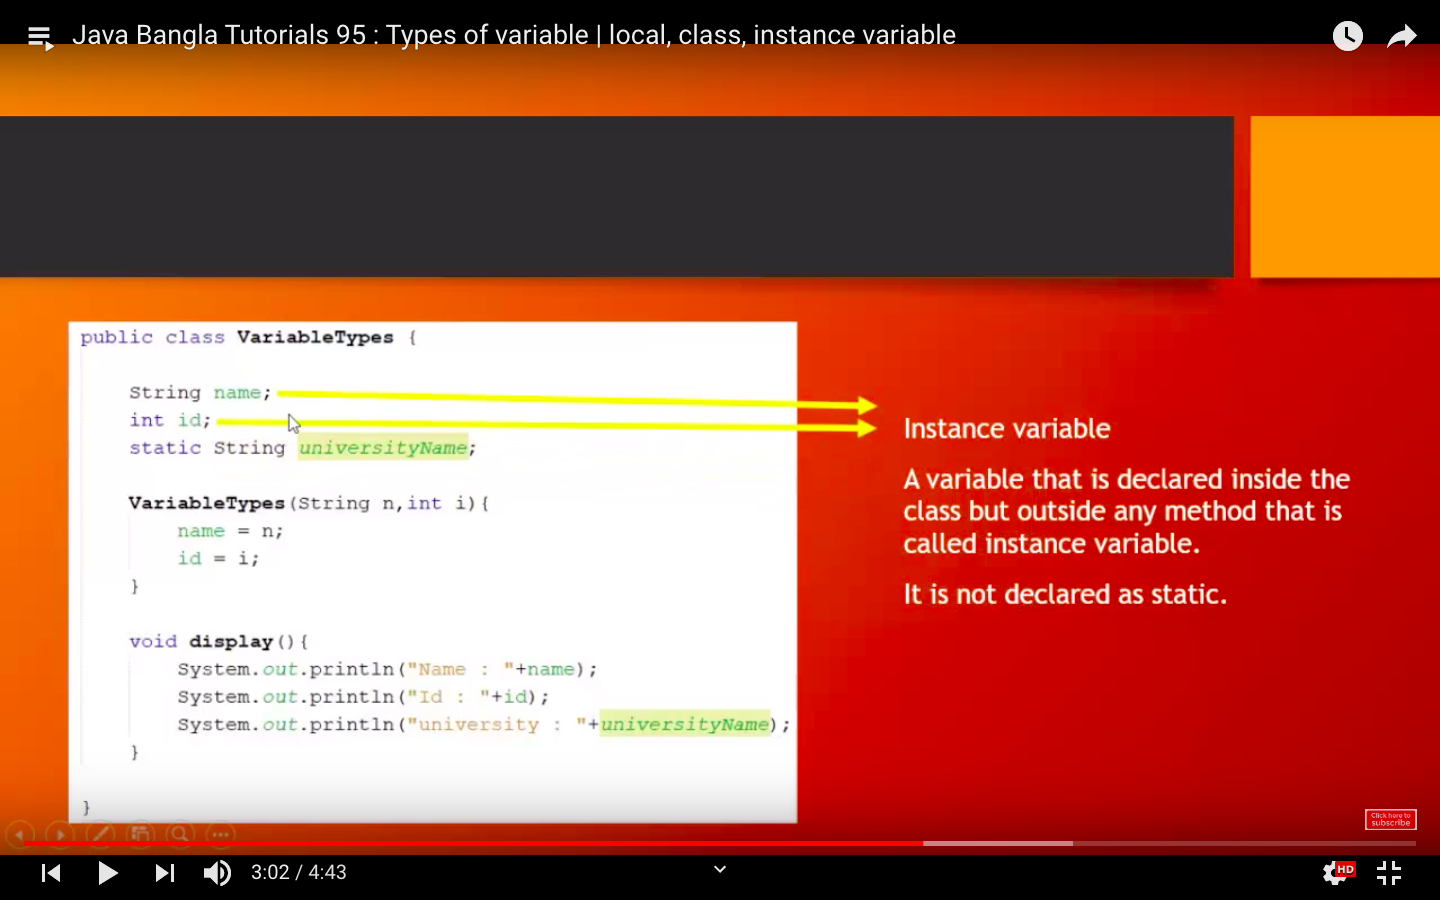 Java Bangla Tutorials 95 : Types of variable | local, class, instance variable
public class VariableTypes {
String name;
int id;
static String universityName;
VariableTypes(String n,int i){
name = n;
id = i;
}
void display(){
System.out.println("Name : "+name);
System.out.println("Id : "+id);
System.out.println("university : "+universityName);
}
}
Instance variable
A variable that is declared inside the
class but outside any method that is
called instance variable.
It is not declared as static.
Click here to
subscribe
3:02 / 4:43
HD